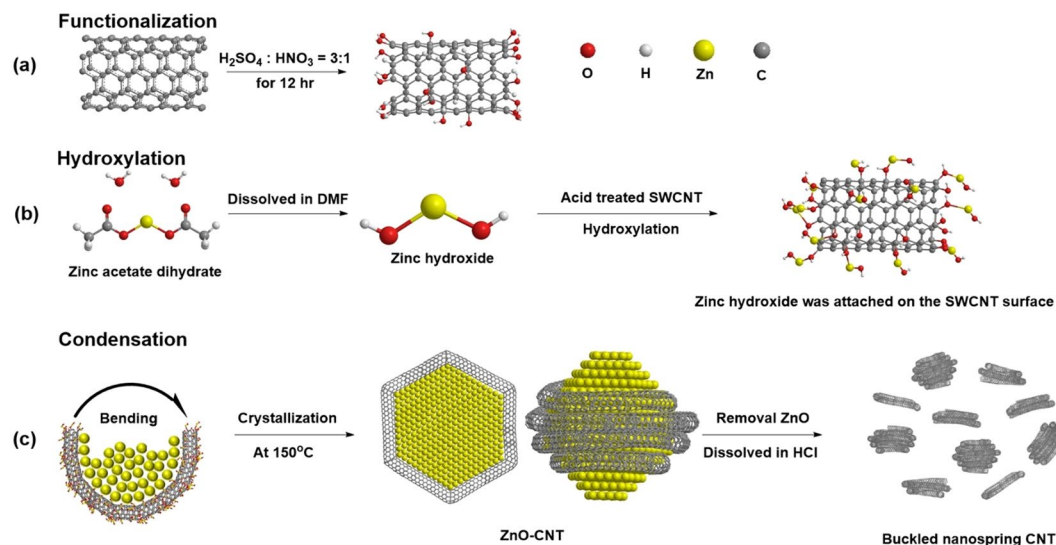 Functionalization
(a)
H₂SO₄ : HNO₃ = 3:1
for 12 hr
O
H
Zn
C
Hydroxylation
(b)
Dissolved in DMF
Acid treated SWCNT
Hydroxylation
Zinc acetate dihydrate
Zinc hydroxide
Zinc hydroxide was attached on the SWCNT surface
Condensation
(c)
Bending
Crystallization
At 150°C
Removal ZnO
Dissolved in HCl
ZnO-CNT
Buckled nanospring CNT